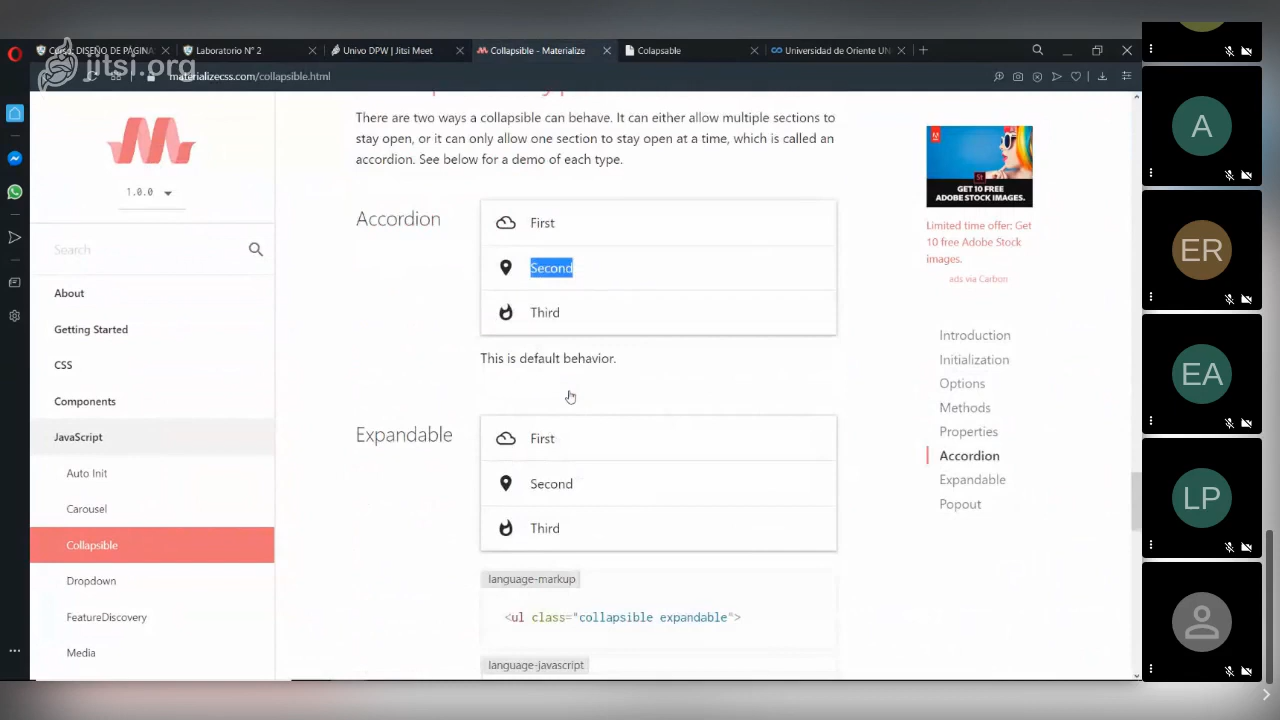 CURSO DISEÑO DE PÁGINA
Laboratorio N° 2
Univo DPW | Jitsi Meet
Collapsible - Materialize
Colapsable
Universidad de Oriente UN
jitsi.org
materializecss.com/collapsible.html
There are two ways a collapsible can behave. It can either allow multiple sections to
stay open, or it can only allow one section to stay open at a time, which is called an
accordion. See below for a demo of each type.
1.0.0
Search
About
Getting Started
CSS
Components
JavaScript
Auto Init
Carousel
Collapsible
Dropdown
FeatureDiscovery
Media
Accordion
First
Second
Third
This is default behavior.
Expandable
First
Second
Third
language-markup
<ul class="collapsible expandable">
language-javascript
St
GET 10 FREE
ADOBE STOCK IMAGES.
Limited time offer: Get
10 free Adobe Stock
images.
ads via Carbon
Introduction
Initialization
Options
Methods
Properties
Accordion
Expandable
Popout
A
ER
EA
LP